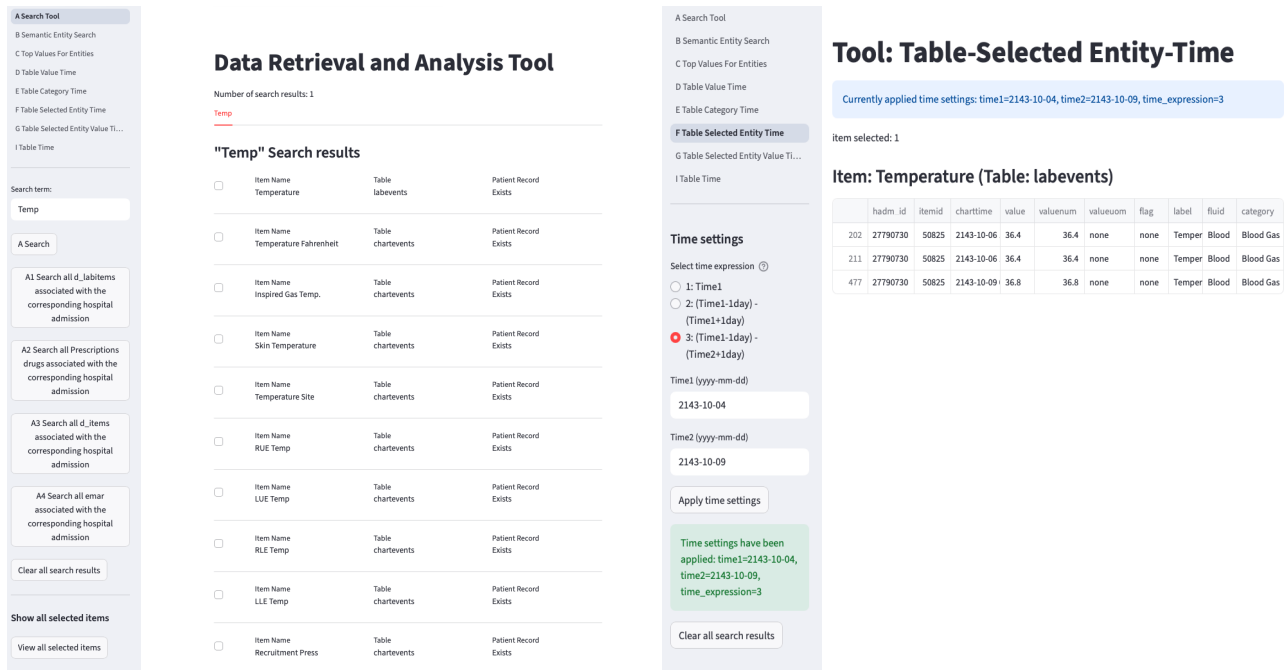 A Search Tool
B Semantic Entity Search
C Top Values For Entities
D Table Value Time
E Table Category Time
F Table Selected Entity Time
G Table Selected Entity Value Ti...
I Table Time
Search term:
Temp
A Search
A1 Search all d_labitems
associated with the
corresponding hospital
admission
A2 Search all Prescriptions
drugs associated with the
corresponding hospital
admission
A3 Search all d_items
associated with the
corresponding hospital
admission
A4 Search all emar
associated with the
corresponding hospital
admission
Clear all search results
Show all selected items
View all selected items
Data Retrieval and Analysis Tool
Number of search results: 1
Temp
"Temp" Search results
Item Name Table Patient Record
Temperature labevents Exists
Item Name Table Patient Record
Temperature Fahrenheit chartevents Exists
Item Name Table Patient Record
Inspired Gas Temp. chartevents Exists
Item Name Table Patient Record
Skin Temperature chartevents Exists
Item Name Table Patient Record
Temperature Site chartevents Exists
Item Name Table Patient Record
RUE Temp chartevents Exists
Item Name Table Patient Record
LUE Temp chartevents Exists
Item Name Table Patient Record
RLE Temp chartevents Exists
Item Name Table Patient Record
LLE Temp chartevents Exists
Item Name Table Patient Record
Recruitment Press chartevents Exists
A Search Tool
B Semantic Entity Search
C Top Values For Entities
D Table Value Time
E Table Category Time
F Table Selected Entity Time
G Table Selected Entity Value Ti...
I Table Time
Time settings
Select time expression ?
1: Time1
2: (Time1-1day) -
(Time1+1day)
3: (Time1-1day) -
(Time2+1day)
Time1 (yyyy-mm-dd)
2143-10-04
Time2 (yyyy-mm-dd)
2143-10-09
Apply time settings
Time settings have been
applied: time1=2143-10-04,
time2=2143-10-09,
time_expression=3
Clear all search results
Tool: Table-Selected Entity-Time
Currently applied time settings: time1=2143-10-04, time2=2143-10-09, time_expression=3
item selected: 1
Item: Temperature (Table: labevents)
hadm_id itemid charttime value valuenum valueuom flag label fluid category
202 27790730 50825 2143-10-06 36.4 36.4 none none Temper Blood Blood Gas
211 27790730 50825 2143-10-06 36.4 36.4 none none Temper Blood Blood Gas
477 27790730 50825 2143-10-09 36.8 36.8 none none Temper Blood Blood Gas